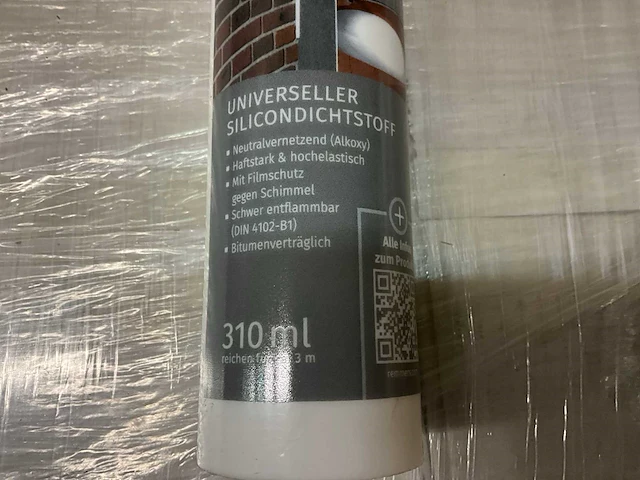 UNIVERSELLER
SILICONDICHTSTOFF
▪ Neutralvernetzend (Alkoxy)
▪ Haftstark & hochelastisch
▪ Mit Filmschutz
gegen Schimmel
▪ Schwer entflammbar
(DIN 4102-B1)
▪ Bitumenverträglich
Alle
zum
310 ml
reichen 3 m